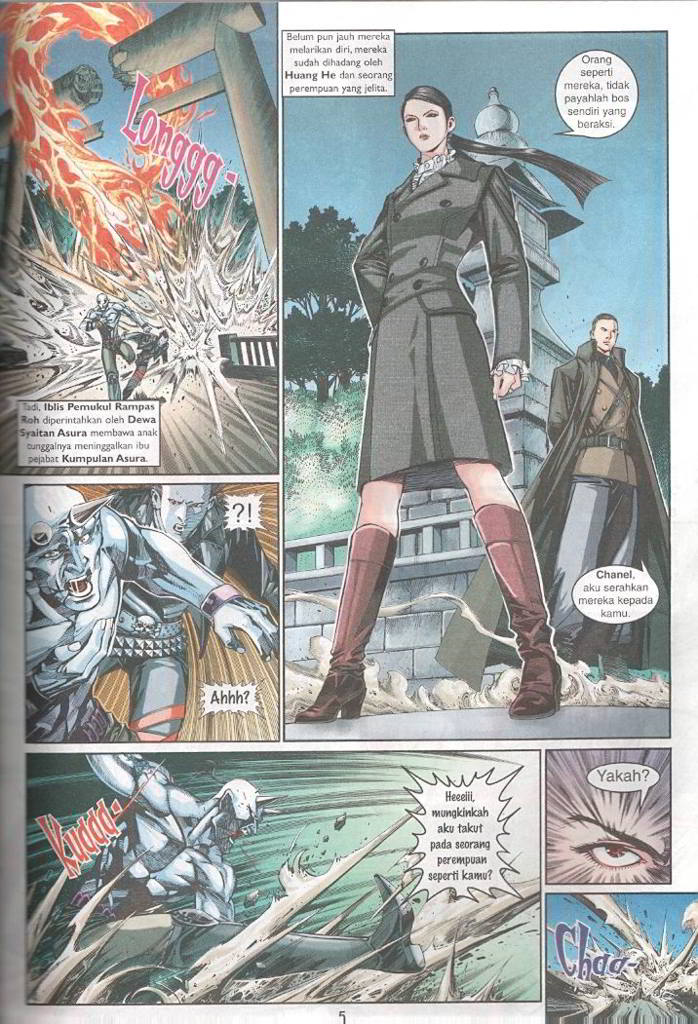 Longgg-
Tadi, Iblis Pemukul Rampas
Roh diperintahkan oleh Dewa
Syaitan Asura membawa anak
tunggalnya meninggalkan ibu
pejabat Kumpulan Asura.
Belum pun jauh mereka
melarikan diri, mereka
sudah dihadang oleh
Huang He dan seorang
perempuan yang jelita.
Orang
seperti
mereka, tidak
payahlah bos
sendiri yang
beraksi.
Chanel,
aku serahkan
mereka kepada
kamu.
?!
Ahhh?
Kuddd-
Heeeiii,
mungkinkah
aku takut
pada seorang
perempuan
seperti kamu?
Yakah?
Chaa-
5